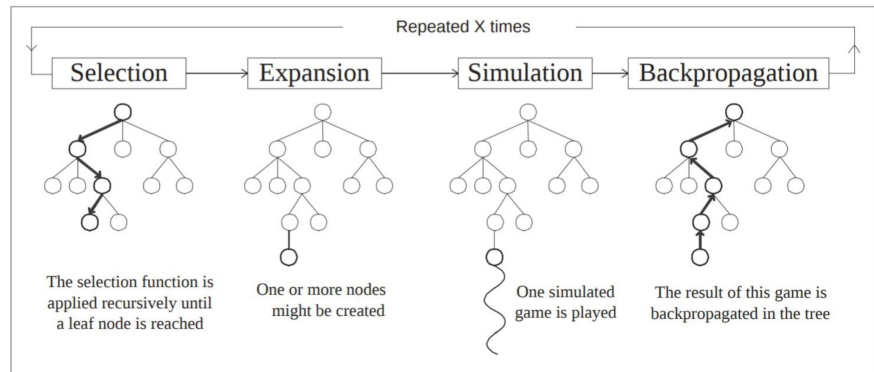 Repeated X times
Selection
Expansion
Simulation
Backpropagation
The selection function is
applied recursively until
a leaf node is reached
One or more nodes
might be created
One simulated
game is played
The result of this game is
backpropagated in the tree